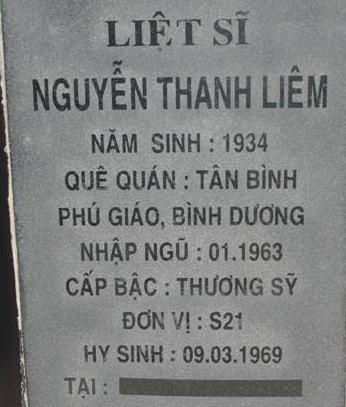 LIỆT SĨ
NGUYỄN THANH LIÊM
NĂM SINH : 1934
QUÊ QUÁN : TÂN BÌNH
PHÚ GIÁO, BÌNH DƯƠNG
NHẬP NGŨ : 01.1963
CẤP BẬC : THƯƠNG SỸ
ĐƠN VỊ : S21
HY SINH : 09.03.1969
TẠI :